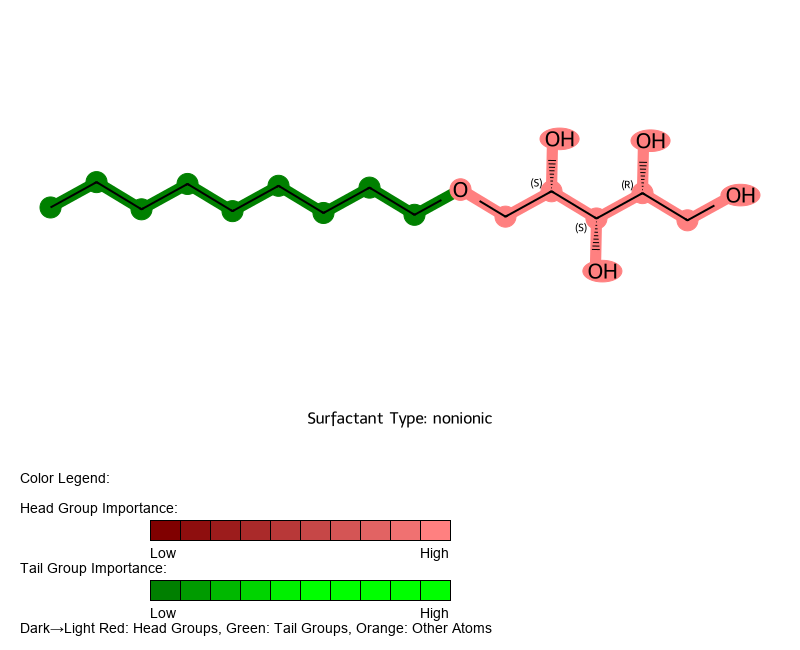 OH
OH
(S)
(R)
O
OH
(S)
OH
Surfactant Type: nonionic
Color Legend:
Head Group Importance:
Low High
Tail Group Importance:
Low High
Dark→Light Red: Head Groups, Green: Tail Groups, Orange: Other Atoms